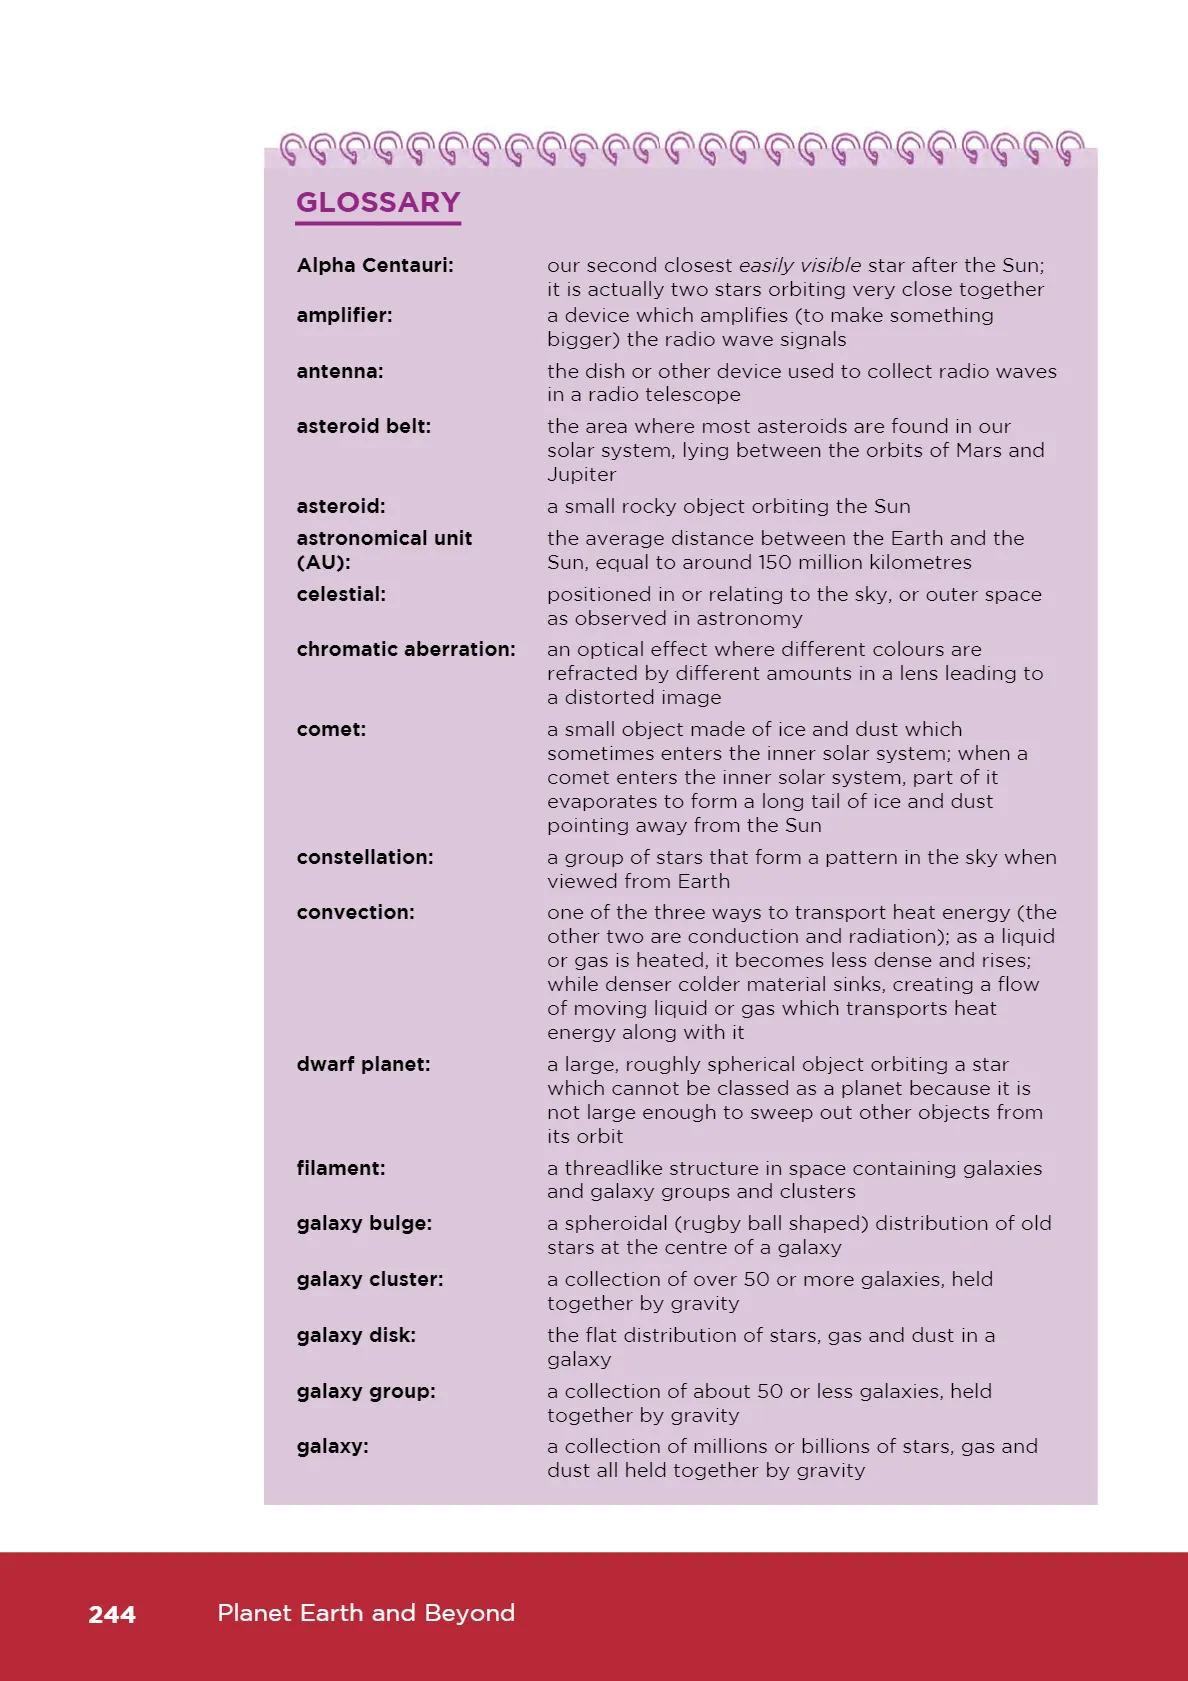 GLOSSARY
Alpha Centauri: our second closest easily visible star after the Sun;
it is actually two stars orbiting very close together
amplifier: a device which amplifies (to make something
bigger) the radio wave signals
antenna: the dish or other device used to collect radio waves
in a radio telescope
asteroid belt: the area where most asteroids are found in our
solar system, lying between the orbits of Mars and
Jupiter
asteroid: a small rocky object orbiting the Sun
astronomical unit the average distance between the Earth and the
(AU): Sun, equal to around 150 million kilometres
celestial: positioned in or relating to the sky, or outer space
as observed in astronomy
chromatic aberration: an optical effect where different colours are
refracted by different amounts in a lens leading to
a distorted image
comet: a small object made of ice and dust which
sometimes enters the inner solar system; when a
comet enters the inner solar system, part of it
evaporates to form a long tail of ice and dust
pointing away from the Sun
constellation: a group of stars that form a pattern in the sky when
viewed from Earth
convection: one of the three ways to transport heat energy (the
other two are conduction and radiation); as a liquid
or gas is heated, it becomes less dense and rises;
while denser colder material sinks, creating a flow
of moving liquid or gas which transports heat
energy along with it
dwarf planet: a large, roughly spherical object orbiting a star
which cannot be classed as a planet because it is
not large enough to sweep out other objects from
its orbit
filament: a threadlike structure in space containing galaxies
and galaxy groups and clusters
galaxy bulge: a spheroidal (rugby ball shaped) distribution of old
stars at the centre of a galaxy
galaxy cluster: a collection of over 50 or more galaxies, held
together by gravity
galaxy disk: the flat distribution of stars, gas and dust in a
galaxy
galaxy group: a collection of about 50 or less galaxies, held
together by gravity
galaxy: a collection of millions or billions of stars, gas and
dust all held together by gravity
244 Planet Earth and Beyond